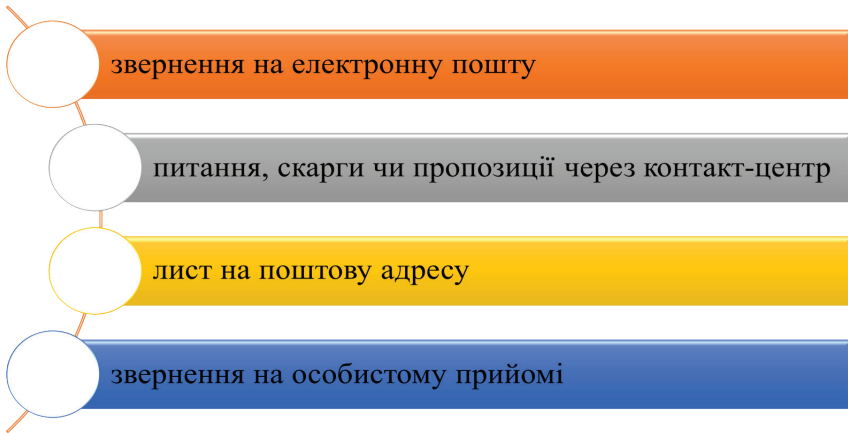 звернення на електронну пошту
питання, скарги чи пропозиції через контакт-центр
лист на поштову адресу
звернення на особистому прийомі